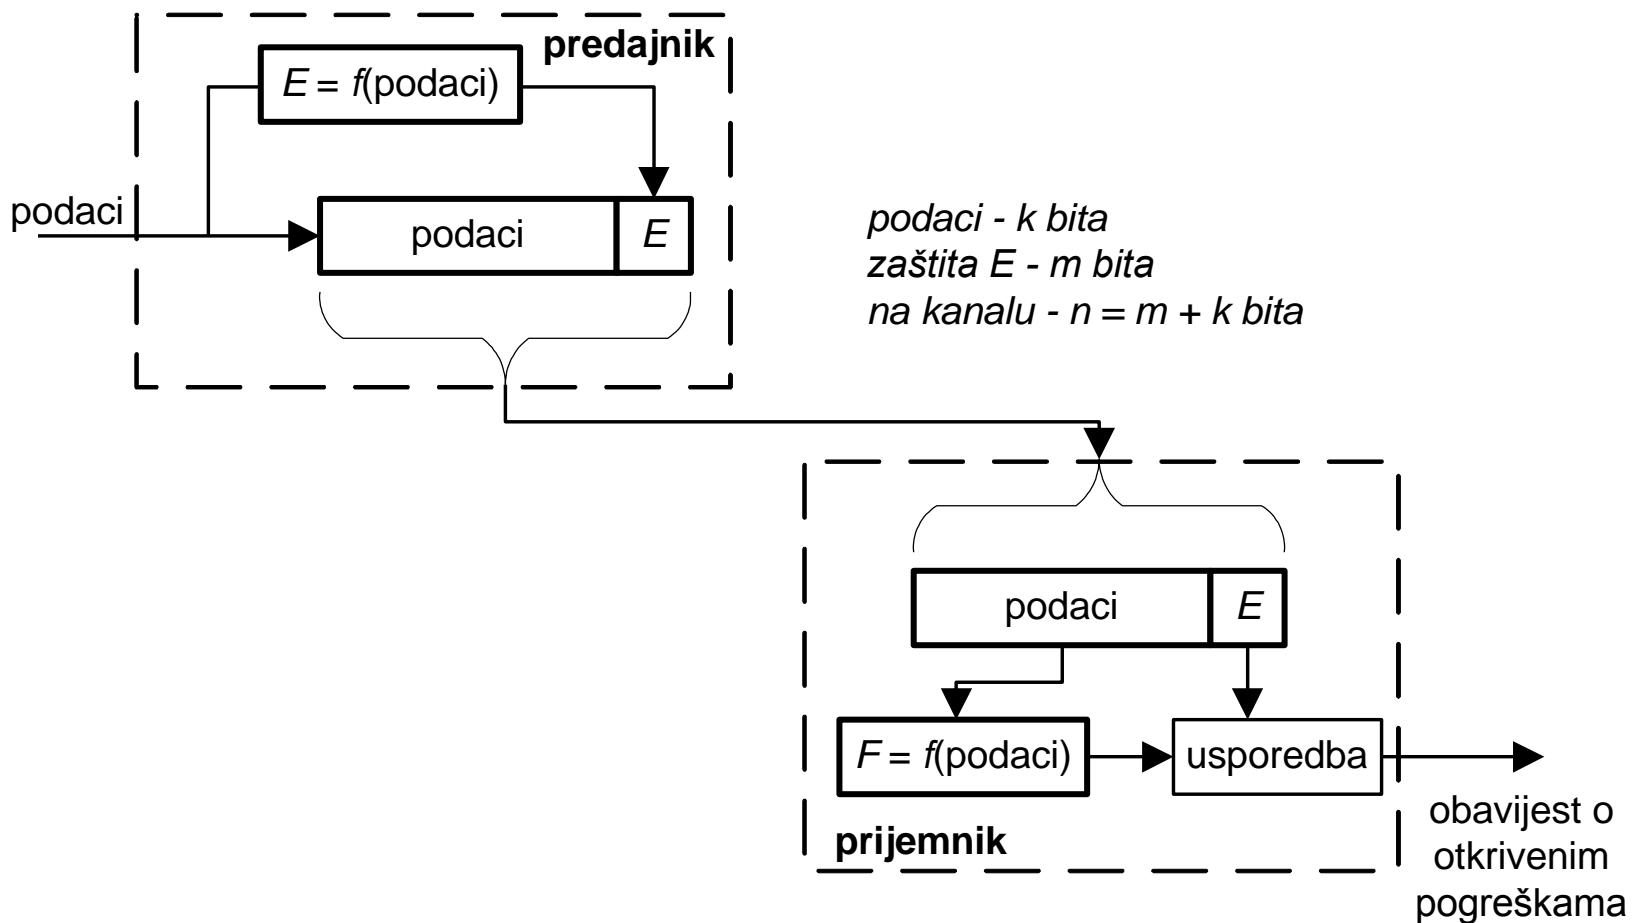 predajnik
E = f(podaci)
podaci
podaci
E
podaci - k bita
zaštita E - m bita
na kanalu - n = m + k bita
podaci
E
F = f(podaci)
usporedba
prijemnik
obavijest o
otkrivenim
pogreškama